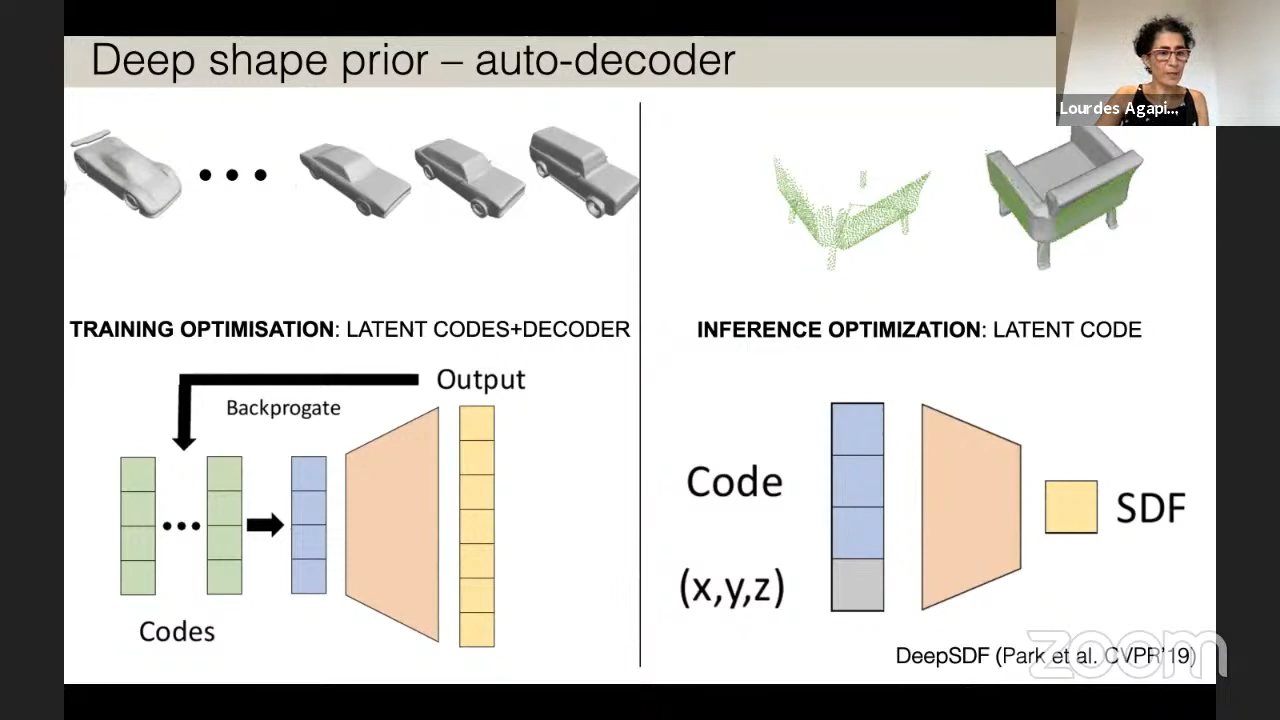 Deep shape prior – auto-decoder
Lourdes Agapi...
TRAINING OPTIMISATION: LATENT CODES+DECODER
Output
Backprogate
Codes
INFERENCE OPTIMIZATION: LATENT CODE
Code
(x,y,z)
SDF
DeepSDF (Park et al. CVPR'19)
zoom